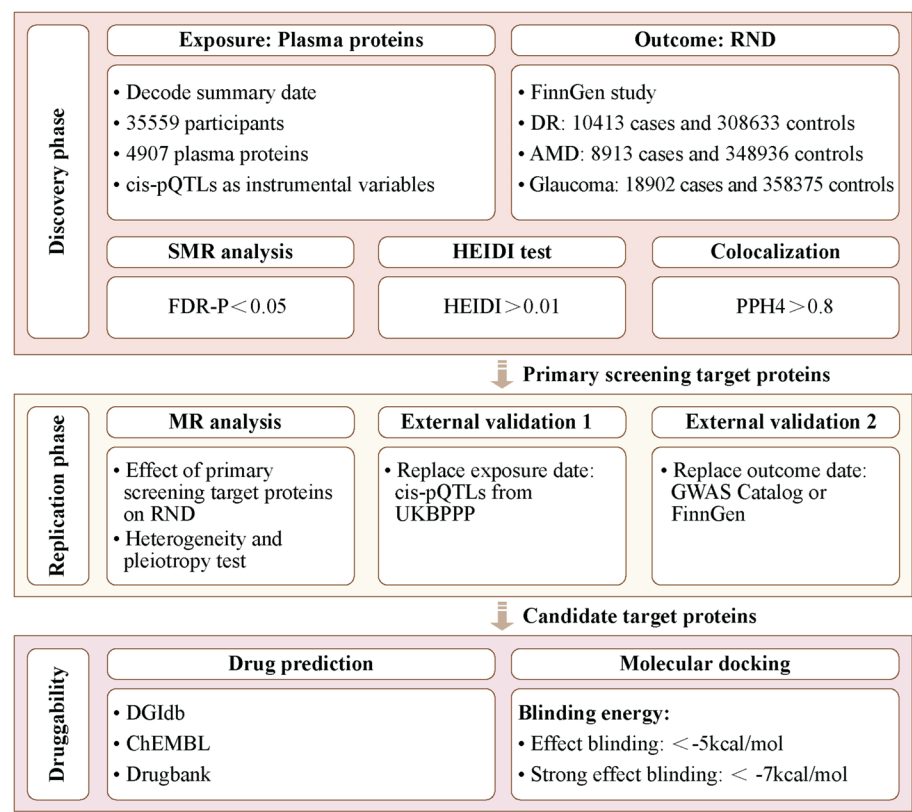 Discovery phase
Exposure: Plasma proteins
• Decode summary date
• 35559 participants
• 4907 plasma proteins
• cis-pQTLs as instrumental variables
Outcome: RND
• FinnGen study
• DR: 10413 cases and 308633 controls
• AMD: 8913 cases and 348936 controls
• Glaucoma: 18902 cases and 358375 controls
SMR analysis
FDR-P<0.05
HEIDI test
HEIDI>0.01
Colocalization
PPH4>0.8
Primary screening target proteins
Replication phase
MR analysis
• Effect of primary
screening target proteins
on RND
• Heterogeneity and
pleiotropy test
External validation 1
• Replace exposure date:
cis-pQTLs from
UKBPPP
External validation 2
• Replace outcome date:
GWAS Catalog or
FinnGen
Candidate target proteins
Druggability
Drug prediction
• DGIdb
• ChEMBL
• Drugbank
Molecular docking
Blinding energy:
• Effect blinding: < -5kcal/mol
• Strong effect blinding: < -7kcal/mol